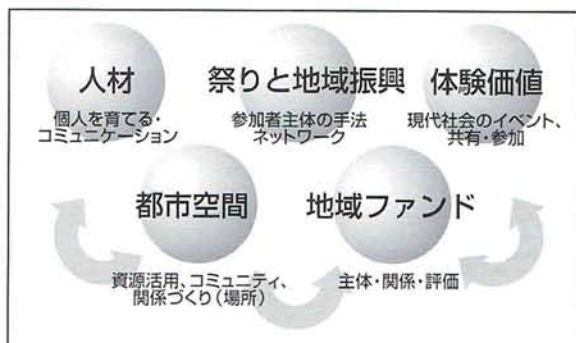 人材
個人を育てる・
コミュニケーション
祭りと地域振興
参加者主体の手法
ネットワーク
体験価値
現代社会のイベント、
共有・参加
都市空間
資源活用、コミュニティ、
関係づくり(場所)
地域ファンド
主体・関係・評価